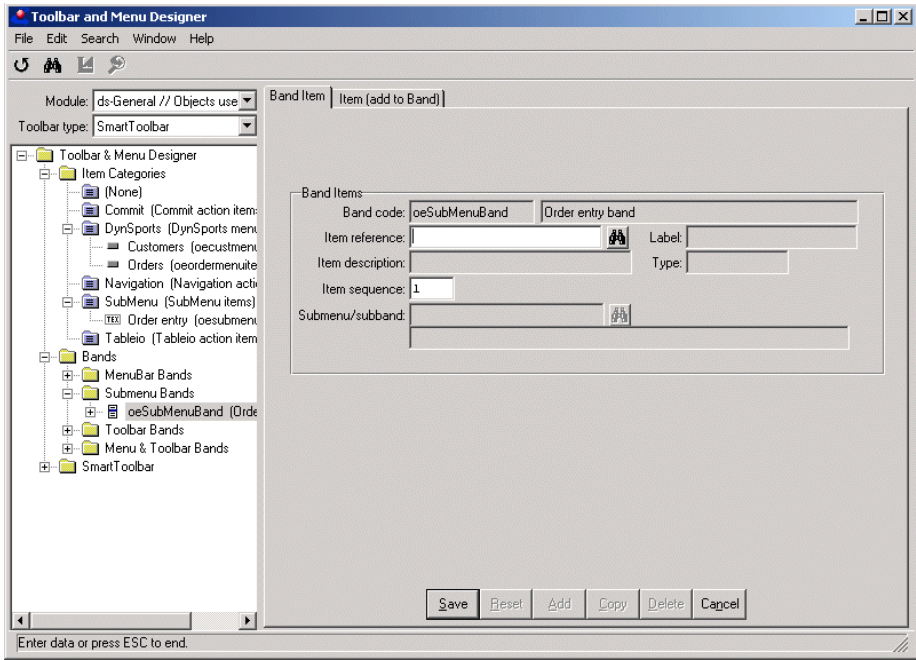 Toolbar and Menu Designer
File Edit Search Window Help
Module: ds-General // Objects use
Toolbar type: SmartToolbar
Toolbar & Menu Designer
Item Categories
(None)
Commit (Commit action item:
DynSports (DynSports menu
Customers (oecustmenu
Orders (oeordermenuite
Navigation (Navigation acti
SubMenu (SubMenu items)
TEX Order entry (oesubmenu
Tableio (Tableio action item
Bands
MenuBar Bands
Submenu Bands
oeSubMenuBand (Orde
Toolbar Bands
Menu & Toolbar Bands
SmartToolbar
Band Item Item (add to Band)
Band Items
Band code: oeSubMenuBand Order entry band
Item reference: Label:
Item description: Type:
Item sequence: 1
Submenu/subband:
Save Reset Add Copy Delete Cancel
Enter data or press ESC to end.